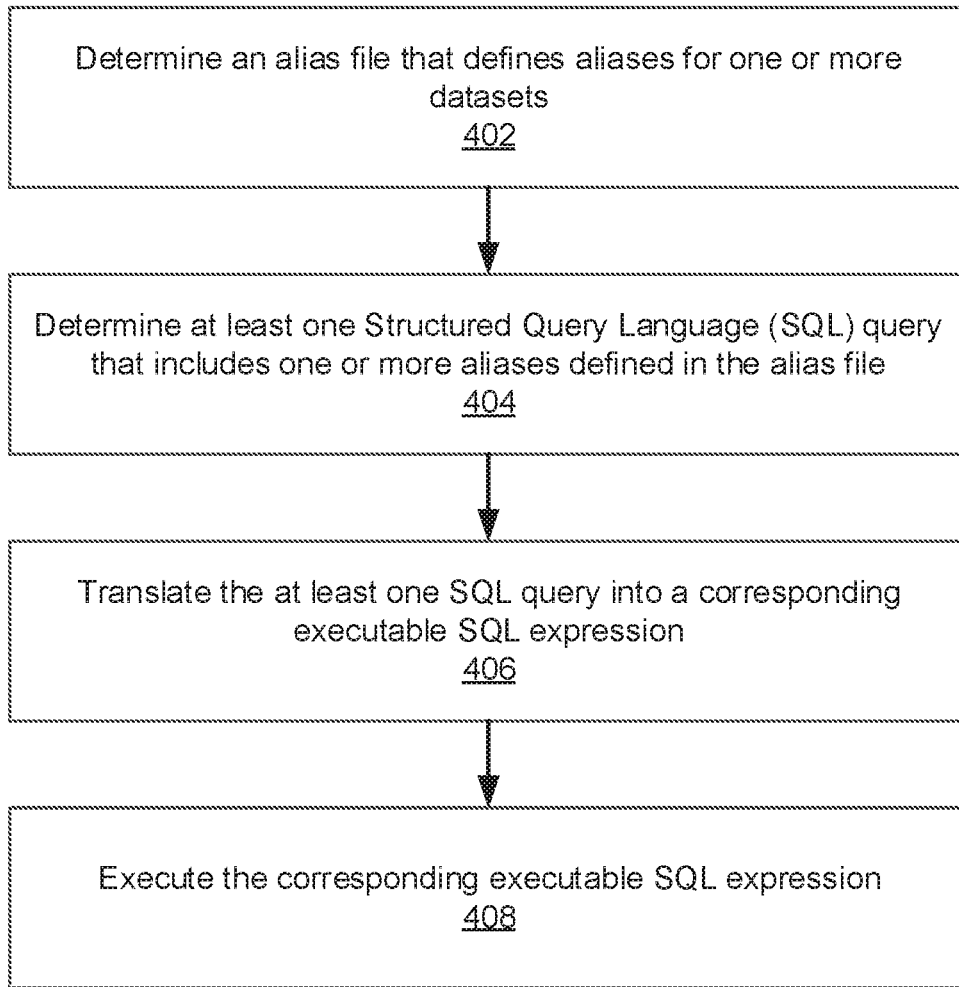 Determine an alias file that defines aliases for one or more
datasets
402
Determine at least one Structured Query Language (SQL) query
that includes one or more aliases defined in the alias file
404
Translate the at least one SQL query into a corresponding
executable SQL expression
406
Execute the corresponding executable SQL expression
408